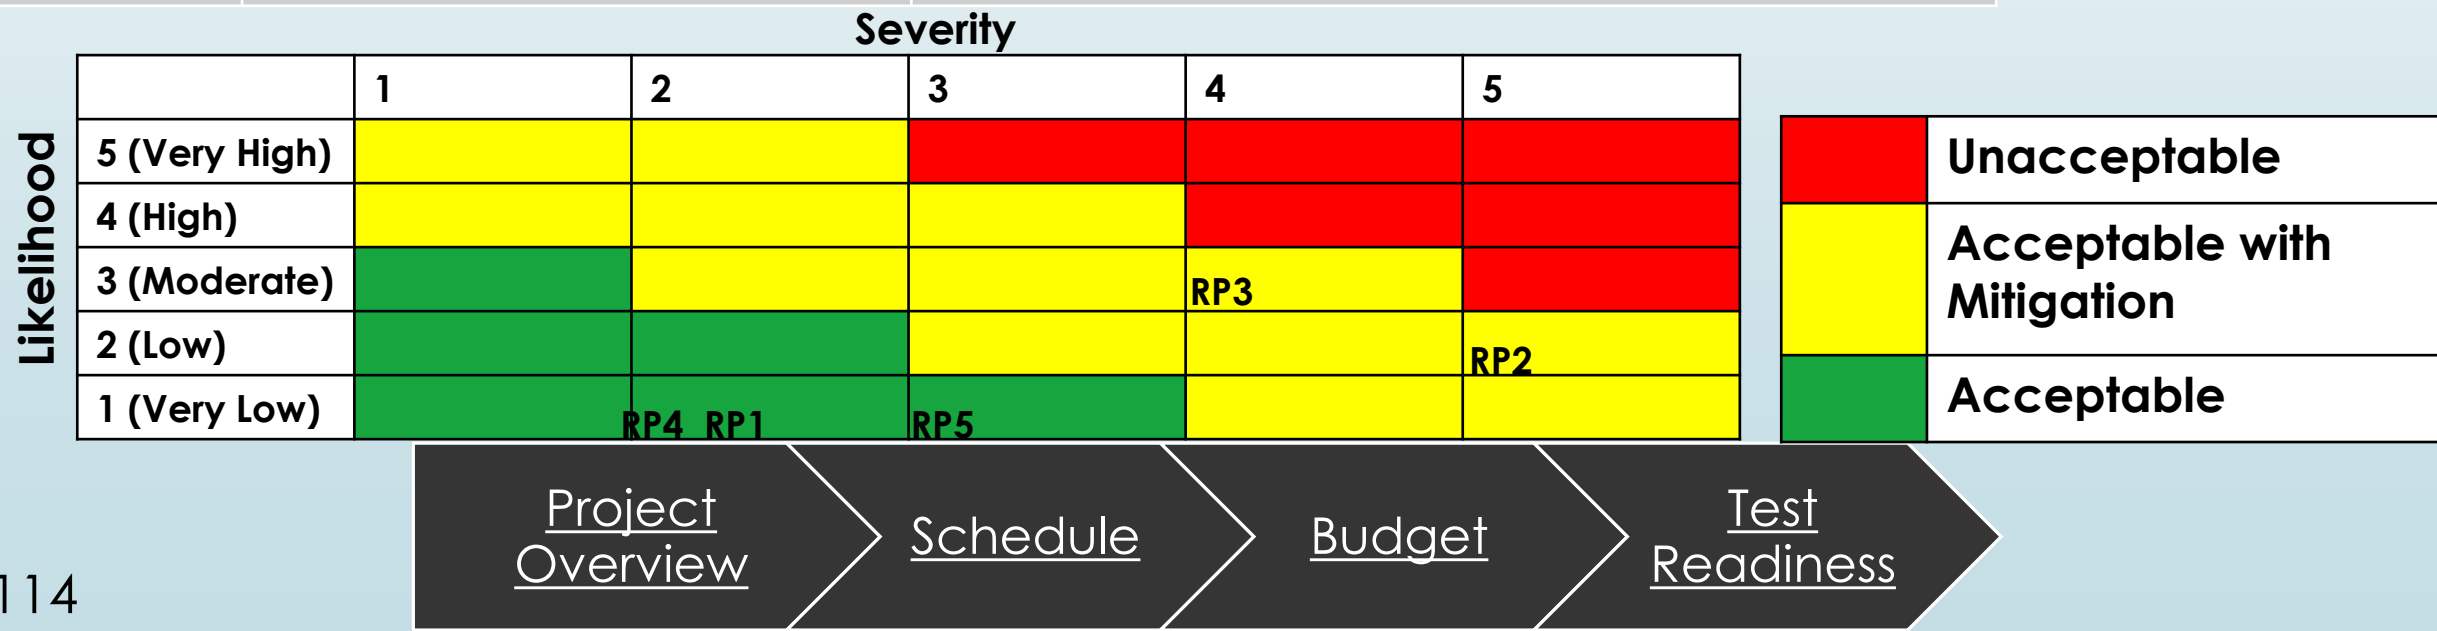 Severity
1 2 3 4 5
Likelihood
5 (Very High)
4 (High)
3 (Moderate) RP3
2 (Low) RP2
1 (Very Low) RP4 RP1 RP5
Unacceptable
Acceptable with
Mitigation
Acceptable
Project
Overview
Schedule
Budget
Test
Readiness
114